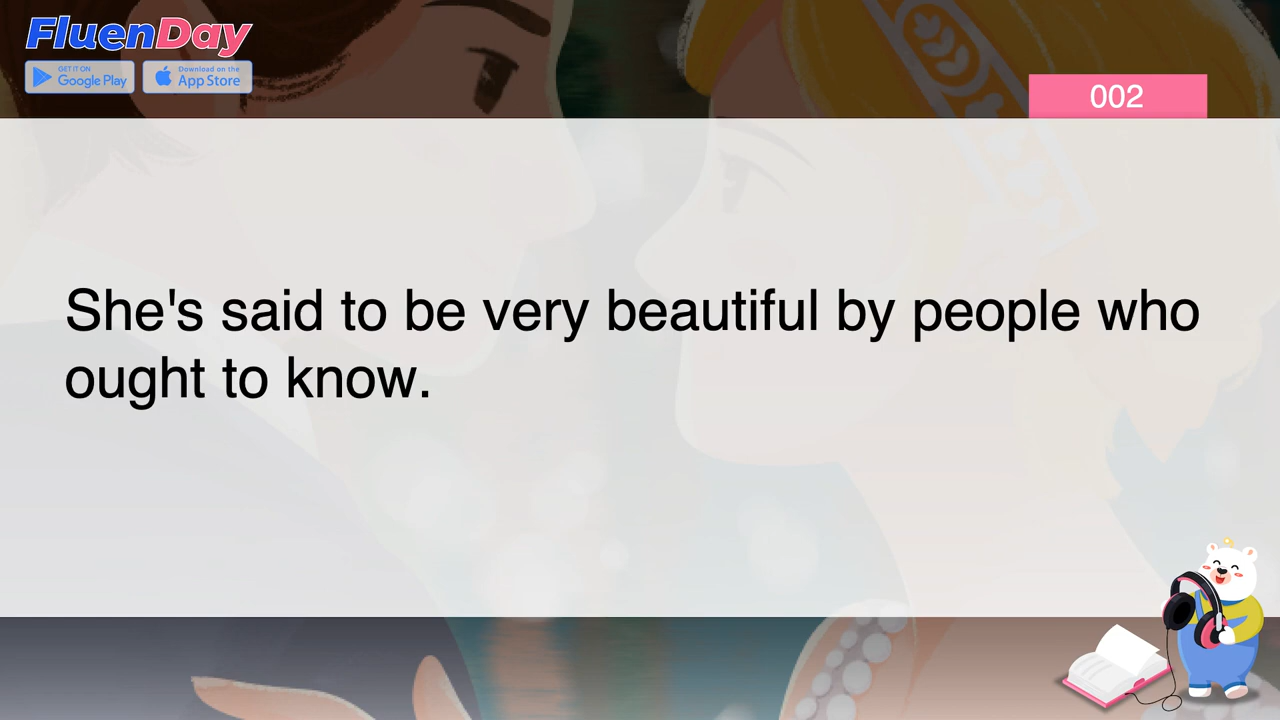 FluenDay
GET IT ON
Google Play
Download on the
App Store
002
She's said to be very beautiful by people who
ought to know.